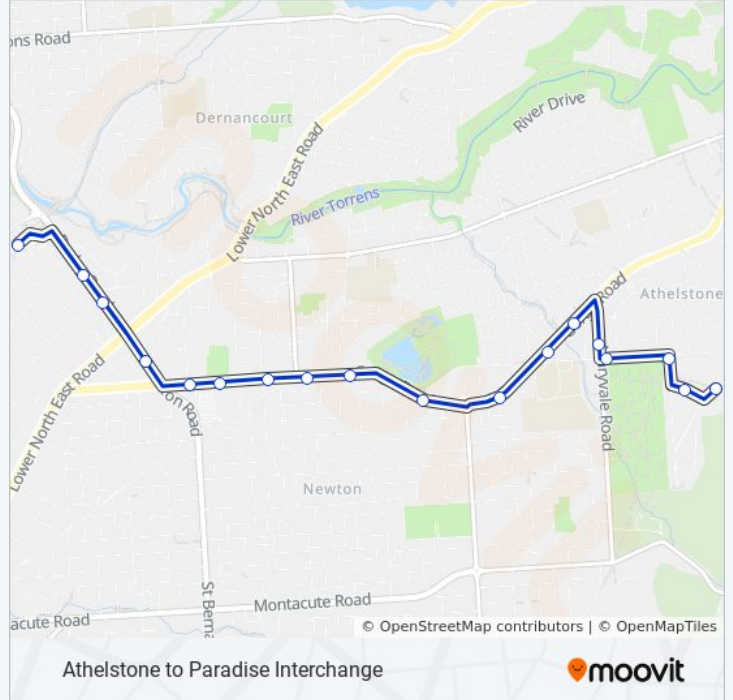 ons Road
Dernancourt
River Drive
Lower North East Road
River Torrens
Road
Athelstone
Lower North East Road
on Road
ryvale Road
Newton
St Berna
Montacute Road
acute Road
© OpenStreetMap contributors | © OpenMapTiles
Athelstone to Paradise Interchange
moovit